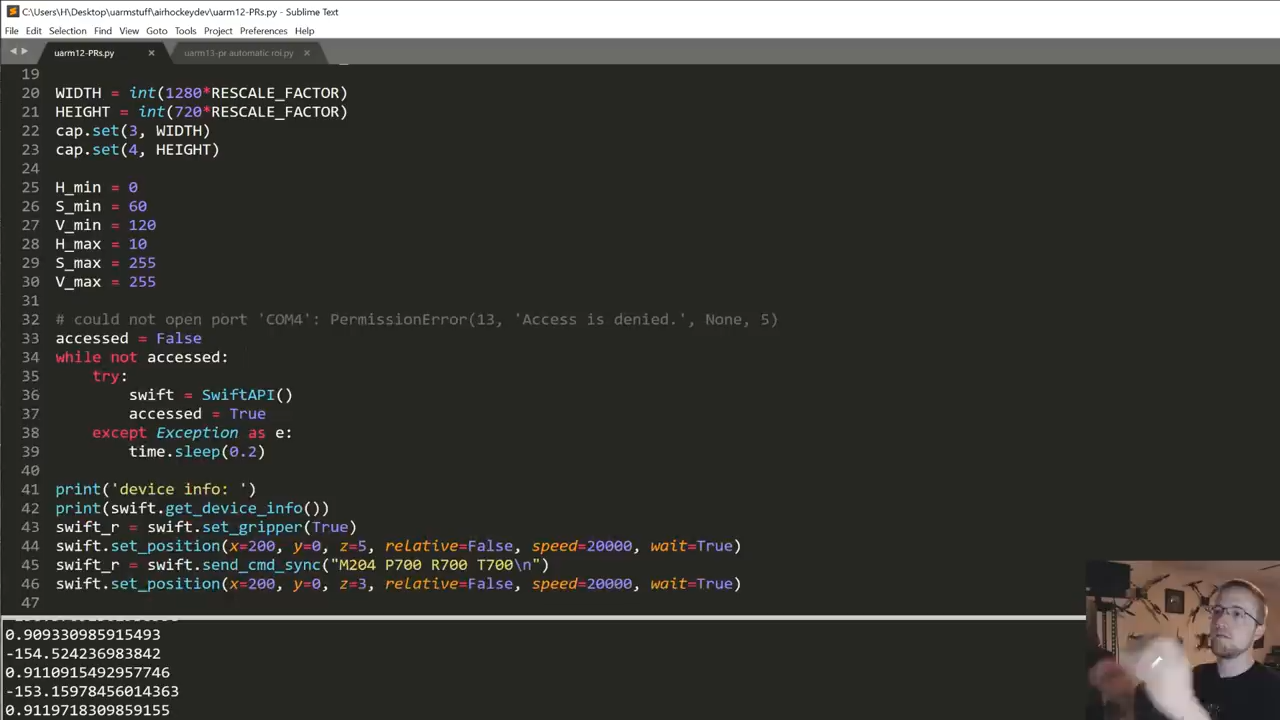 C:\Users\H\Desktop\uarmstuff\airhockeydev\uarm12-PRs.py - Sublime Text
File Edit Selection Find View Goto Tools Project Preferences Help
uarm12-PRs.py × uarm13-pr automatic roi.py ×
19
20 WIDTH = int(1280*RESCALE_FACTOR)
21 HEIGHT = int(720*RESCALE_FACTOR)
22 cap.set(3, WIDTH)
23 cap.set(4, HEIGHT)
24
25 H_min = 0
26 S_min = 60
27 V_min = 120
28 H_max = 10
29 S_max = 255
30 V_max = 255
31
32 # could not open port 'COM4': PermissionError(13, 'Access is denied.', None, 5)
33 accessed = False
34 while not accessed:
35     try:
36         swift = SwiftAPI()
37         accessed = True
38     except Exception as e:
39         time.sleep(0.2)
40
41 print('device info: ')
42 print(swift.get_device_info())
43 swift_r = swift.set_gripper(True)
44 swift.set_position(x=200, y=0, z=5, relative=False, speed=20000, wait=True)
45 swift_r = swift.send_cmd_sync("M204 P700 R700 T700\n")
46 swift.set_position(x=200, y=0, z=3, relative=False, speed=20000, wait=True)
47
0.909330985915493
-154.524236983842
0.9110915492957746
-153.15978456014363
0.9119718309859155